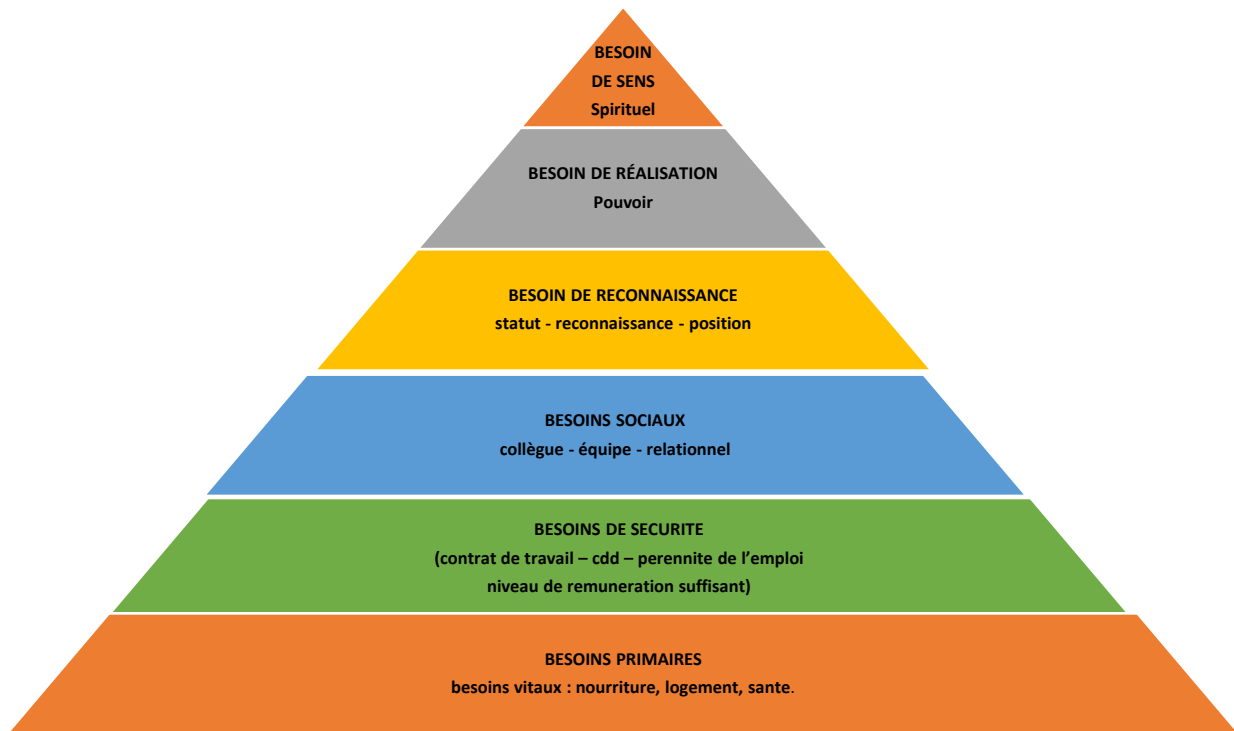 BESOIN
DE SENS
Spirituel
BESOIN DE RÉALISATION
Pouvoir
BESOIN DE RECONNAISSANCE
statut - reconnaissance - position
BESOINS SOCIAUX
collègue - équipe - relationnel
BESOINS DE SECURITE
(contrat de travail – cdd – perennite de l’emploi
niveau de remuneration suffisant)
BESOINS PRIMAIRES
besoins vitaux : nourriture, logement, sante.